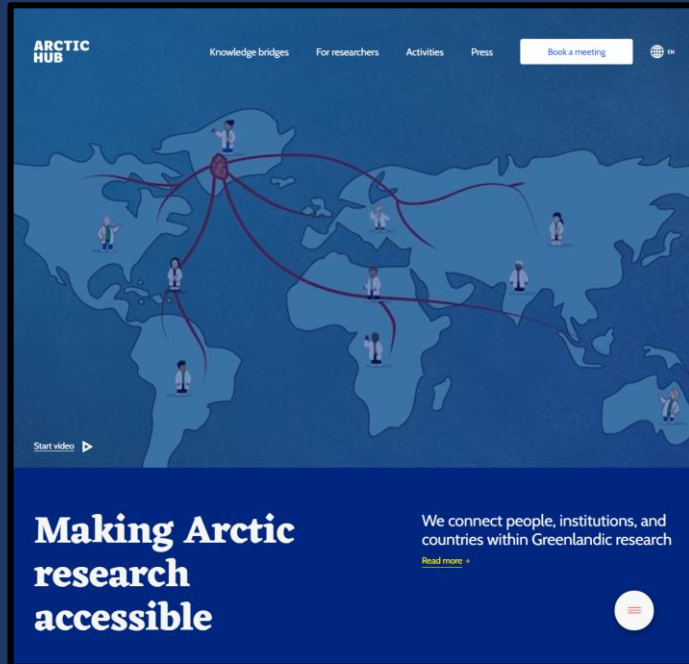 ARCTIC
HUB
Knowledge bridges
For researchers
Activities
Press
Book a meeting
EN
Start video
Making Arctic
research
accessible
We connect people, institutions, and
countries within Greenlandic research
Read more →